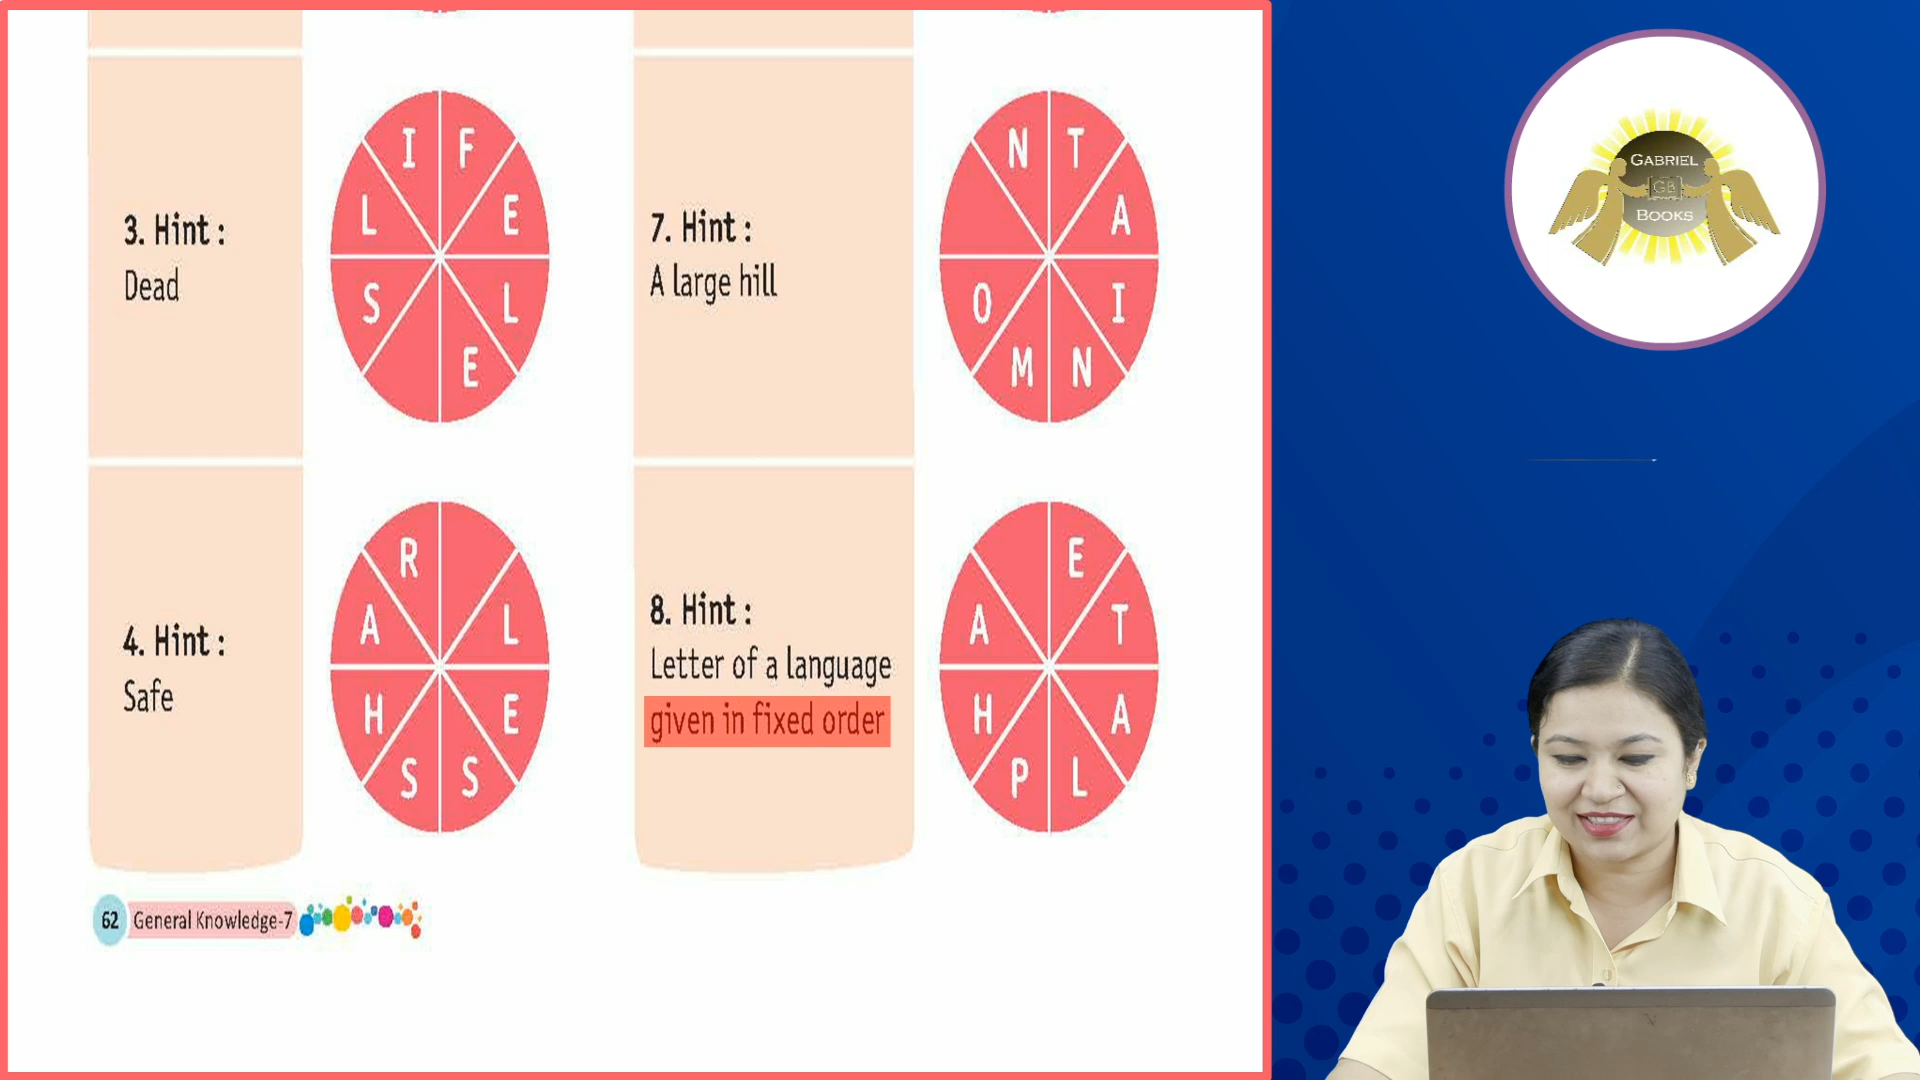 3. Hint :
Dead
I F
L E
S L
E
7. Hint :
A large hill
N T
A
O I
M N
4. Hint :
Safe
R
A L
H E
S S
8. Hint :
Letter of a language
given in fixed order
E
A T
H A
P L
62 General Knowledge-7
GABRIEL
GB
BOOKS